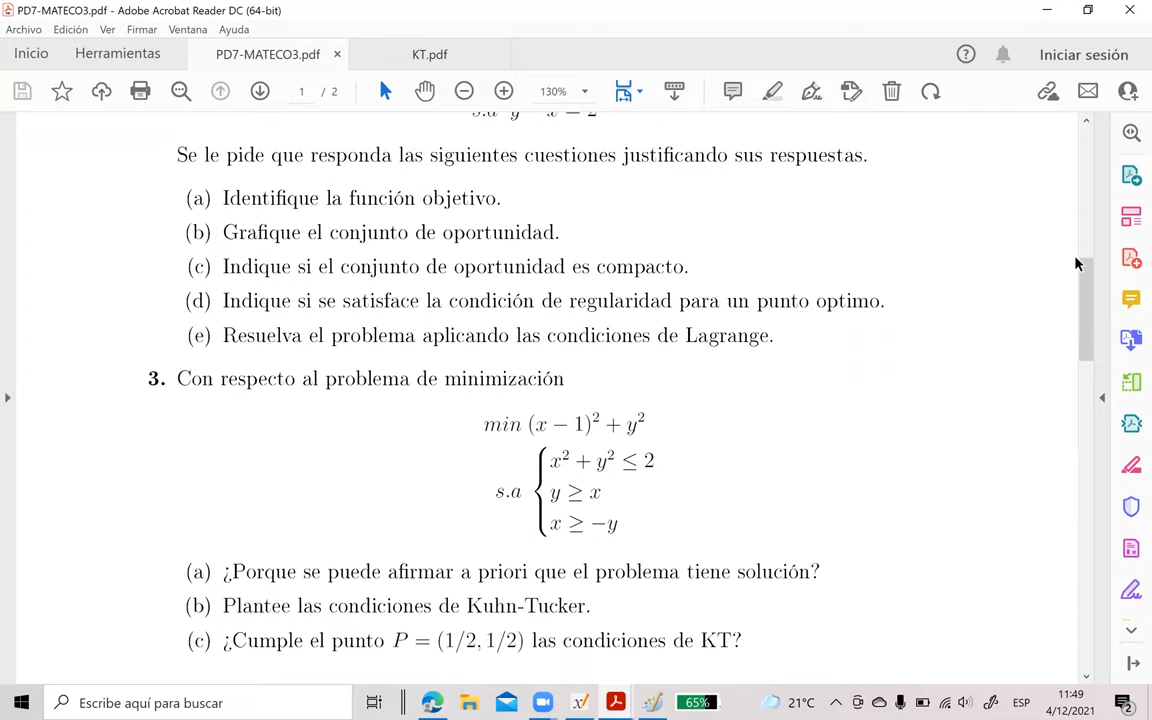 PD7-MATECO3.pdf - Adobe Acrobat Reader DC (64-bit)
Archivo Edición Ver Firmar Ventana Ayuda
Inicio Herramientas PD7-MATECO3.pdf × KT.pdf Iniciar sesión
1 / 2 130%
Se le pide que responda las siguientes cuestiones justificando sus respuestas.
(a) Identifique la función objetivo.
(b) Grafique el conjunto de oportunidad.
(c) Indique si el conjunto de oportunidad es compacto.
(d) Indique si se satisface la condición de regularidad para un punto optimo.
(e) Resuelva el problema aplicando las condiciones de Lagrange.
3. Con respecto al problema de minimización
min (x − 1)² + y²
x² + y² ≤ 2
s.a y ≥ x
x ≥ −y
(a) ¿Porque se puede afirmar a priori que el problema tiene solución?
(b) Plantee las condiciones de Kuhn-Tucker.
(c) ¿Cumple el punto P = (1/2, 1/2) las condiciones de KT?
Escribe aquí para buscar 65% 21°C ESP 11:49
4/12/2021 2